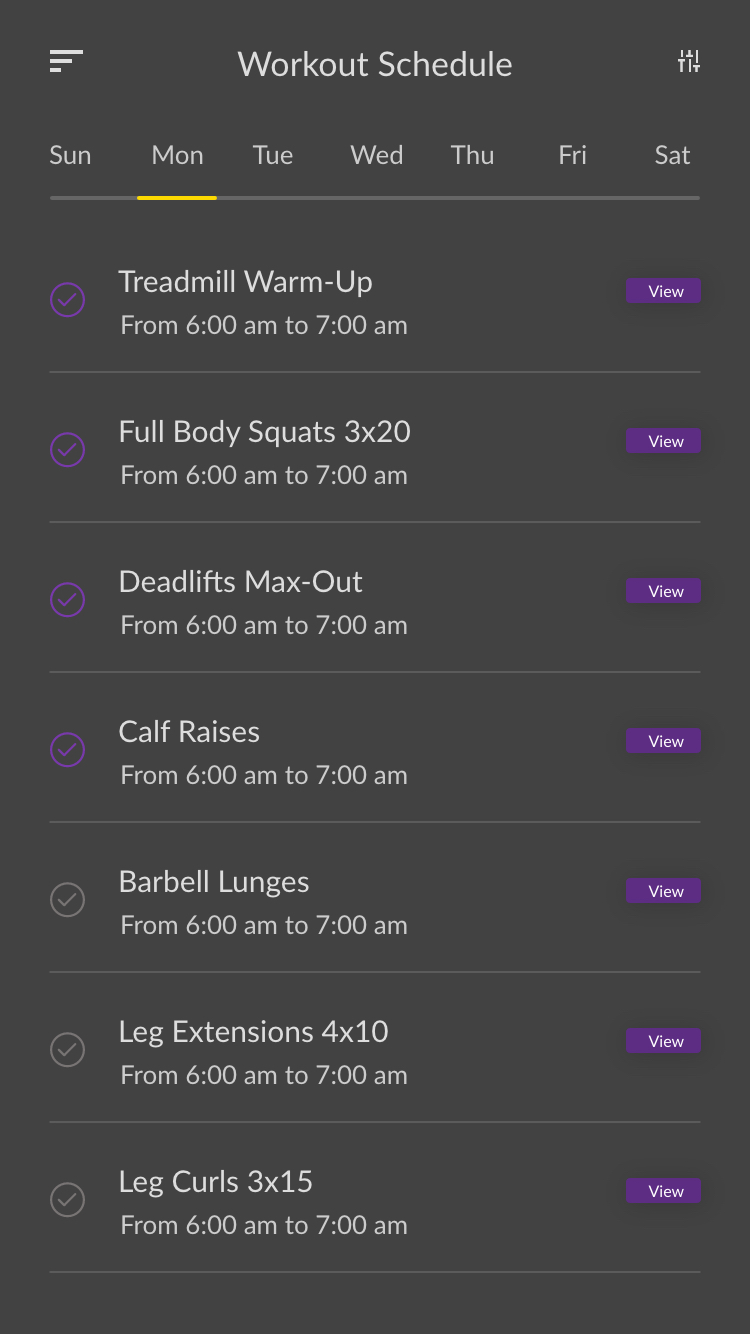 Workout Schedule
Sun Mon Tue Wed Thu Fri Sat
Treadmill Warm-Up
View
From 6:00 am to 7:00 am
Full Body Squats 3x20
View
From 6:00 am to 7:00 am
Deadlifts Max-Out
View
From 6:00 am to 7:00 am
Calf Raises
View
From 6:00 am to 7:00 am
Barbell Lunges
View
From 6:00 am to 7:00 am
Leg Extensions 4x10
View
From 6:00 am to 7:00 am
Leg Curls 3x15
View
From 6:00 am to 7:00 am